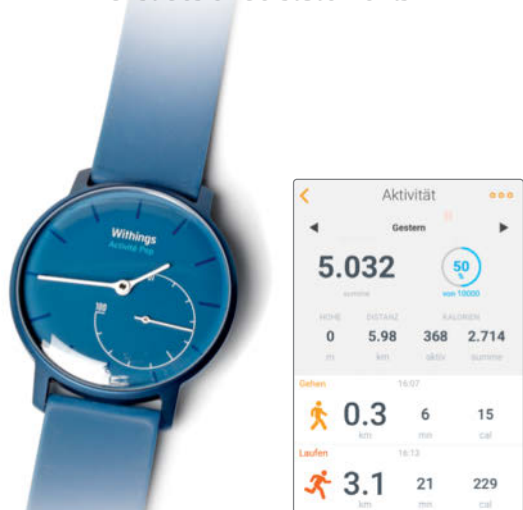 Withings
Activité Pop
100
Aktivität
Gestern
5.032
summe
50
%
von 10000
HÖHE DISTANZ KALORIEN
0 5.98 368 2.714
m km aktiv summe
Gehen 16:07
0.3 6 15
km mn cal
Laufen 16:13
3.1 21 229
km mn cal